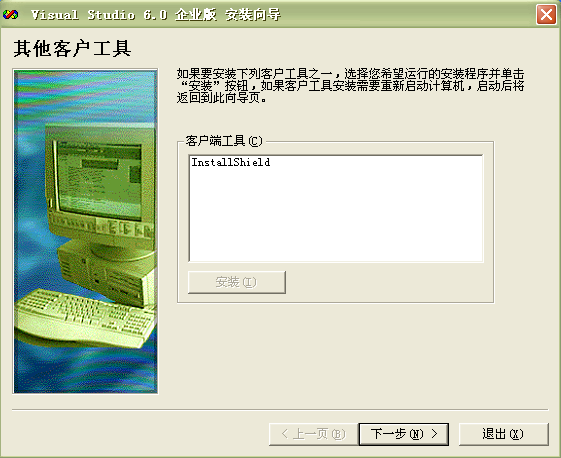 Visual Studio 6.0 企业版 安装向导
其他客户工具
如果要安装下列客户工具之一，选择您希望运行的安装程序并单击
“安装”按钮，如果客户工具安装需要重新启动计算机，启动后将
返回到此向导页。
客户端工具(C)
InstallShield
安装(I)
< 上一页(B) 下一步(N) > 退出(X)